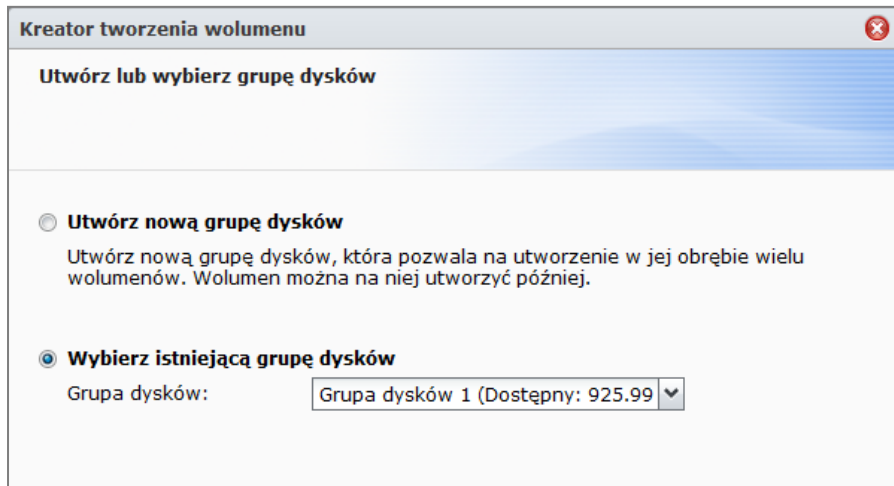 Kreator tworzenia wolumenu
Utwórz lub wybierz grupę dysków
Utwórz nową grupę dysków
Utwórz nową grupę dysków, która pozwala na utworzenie w jej obrębie wielu
wolumenów. Wolumen można na niej utworzyć później.
Wybierz istniejącą grupę dysków
Grupa dysków: Grupa dysków 1 (Dostępny: 925.99